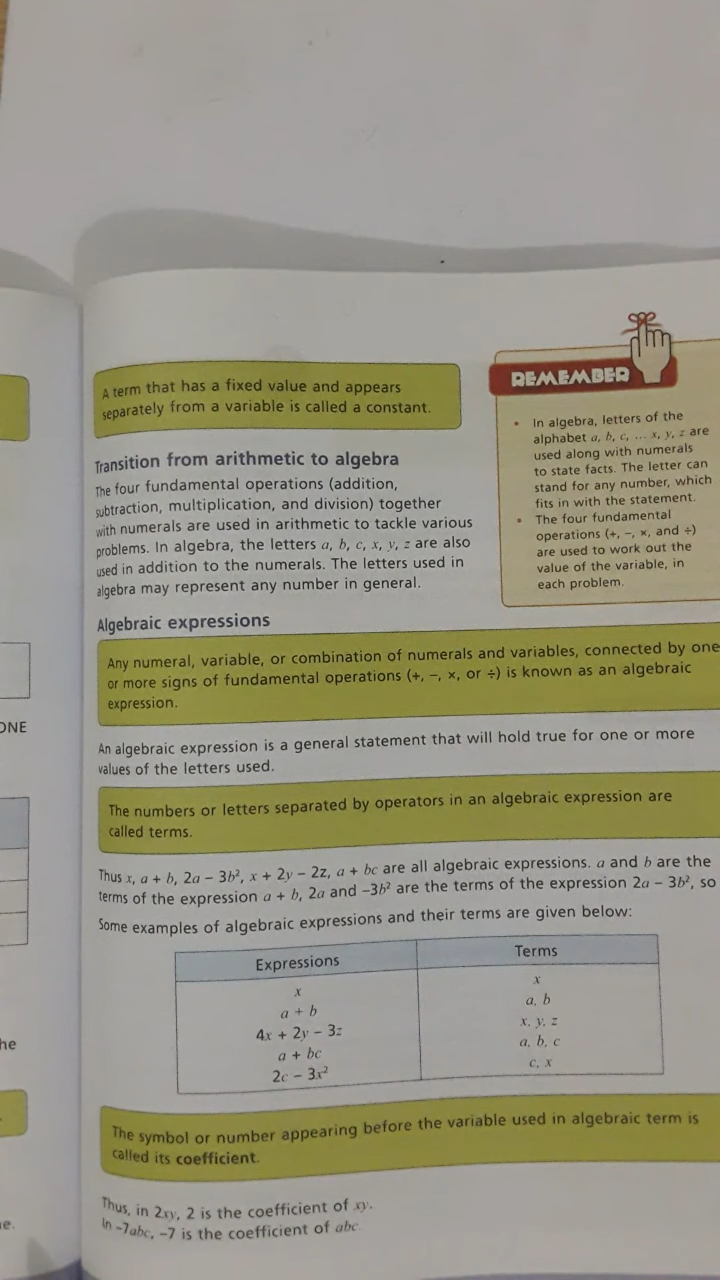 A term that has a fixed value and appears
separately from a variable is called a constant.
Transition from arithmetic to algebra
The four fundamental operations (addition,
subtraction, multiplication, and division) together
with numerals are used in arithmetic to tackle various
problems. In algebra, the letters a, b, c, x, y, z are also
used in addition to the numerals. The letters used in
algebra may represent any number in general.
REMEMBER
• In algebra, letters of the
alphabet a, b, c, ... x, y, z are
used along with numerals
to state facts. The letter can
stand for any number, which
fits in with the statement.
• The four fundamental
operations (+, −, ×, and ÷)
are used to work out the
value of the variable, in
each problem.
Algebraic expressions
Any numeral, variable, or combination of numerals and variables, connected by one
or more signs of fundamental operations (+, −, ×, or ÷) is known as an algebraic
expression.
An algebraic expression is a general statement that will hold true for one or more
values of the letters used.
The numbers or letters separated by operators in an algebraic expression are
called terms.
Thus x, a + b, 2a − 3b², x + 2y − 2z, a + bc are all algebraic expressions. a and b are the
terms of the expression a + b, 2a and −3b² are the terms of the expression 2a − 3b², so
Some examples of algebraic expressions and their terms are given below:
Expressions Terms
x x
a + b a, b
4x + 2y − 3z x, y, z
a + bc a, b, c
2c − 3x² c, x
The symbol or number appearing before the variable used in algebraic term is
called its coefficient.
Thus, in 2xy, 2 is the coefficient of xy.
In −7abc, −7 is the coefficient of abc.
ONE
he
e.